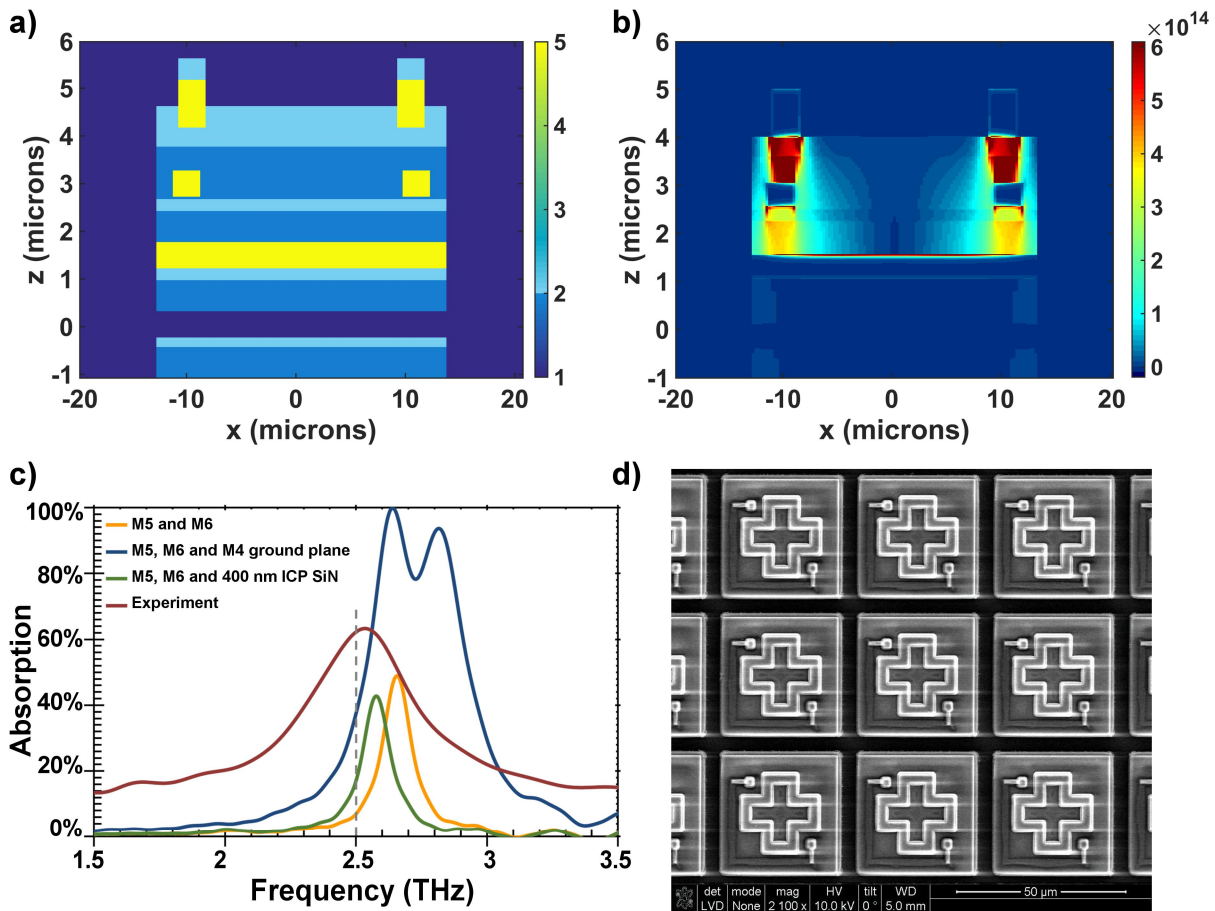 a)
6
5
4
3
2
1
0
-1
z (microns)
-20
-10
0
10
20
x (microns)
5
4
3
2
1
b)
6
5
4
3
2
1
0
-1
z (microns)
-20
-10
0
10
20
x (microns)
×10^14
6
5
4
3
2
1
0
c)
100%
80%
60%
40%
20%
0%
Absorption
M5 and M6
M5, M6 and M4 ground plane
M5, M6 and 400 nm ICP SiN
Experiment
1.5
2
2.5
3
3.5
Frequency (THz)
d)
det mode mag HV tilt WD
LVD None 2 100 x 10.0 kV 0 ° 5.0 mm
50 µm